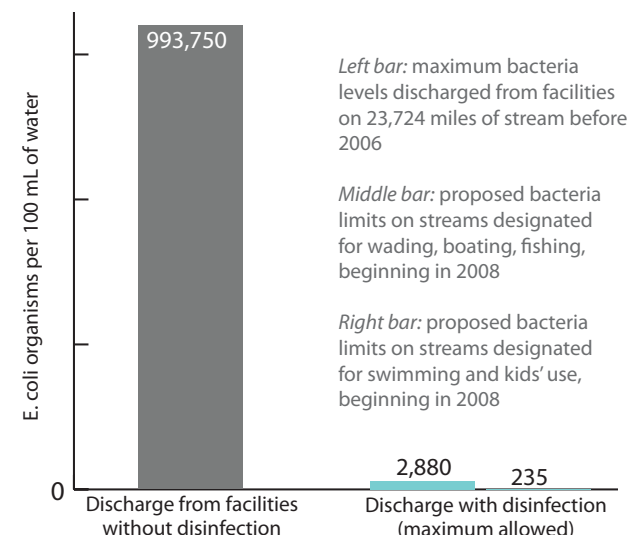 E. coli organisms per 100 mL of water
993,750
Left bar: maximum bacteria
levels discharged from facilities
on 23,724 miles of stream before
2006
Middle bar: proposed bacteria
limits on streams designated
for wading, boating, fishing,
beginning in 2008
Right bar: proposed bacteria
limits on streams designated
for swimming and kids’ use,
beginning in 2008
2,880
235
0
Discharge from facilities
without disinfection
Discharge with disinfection
(maximum allowed)